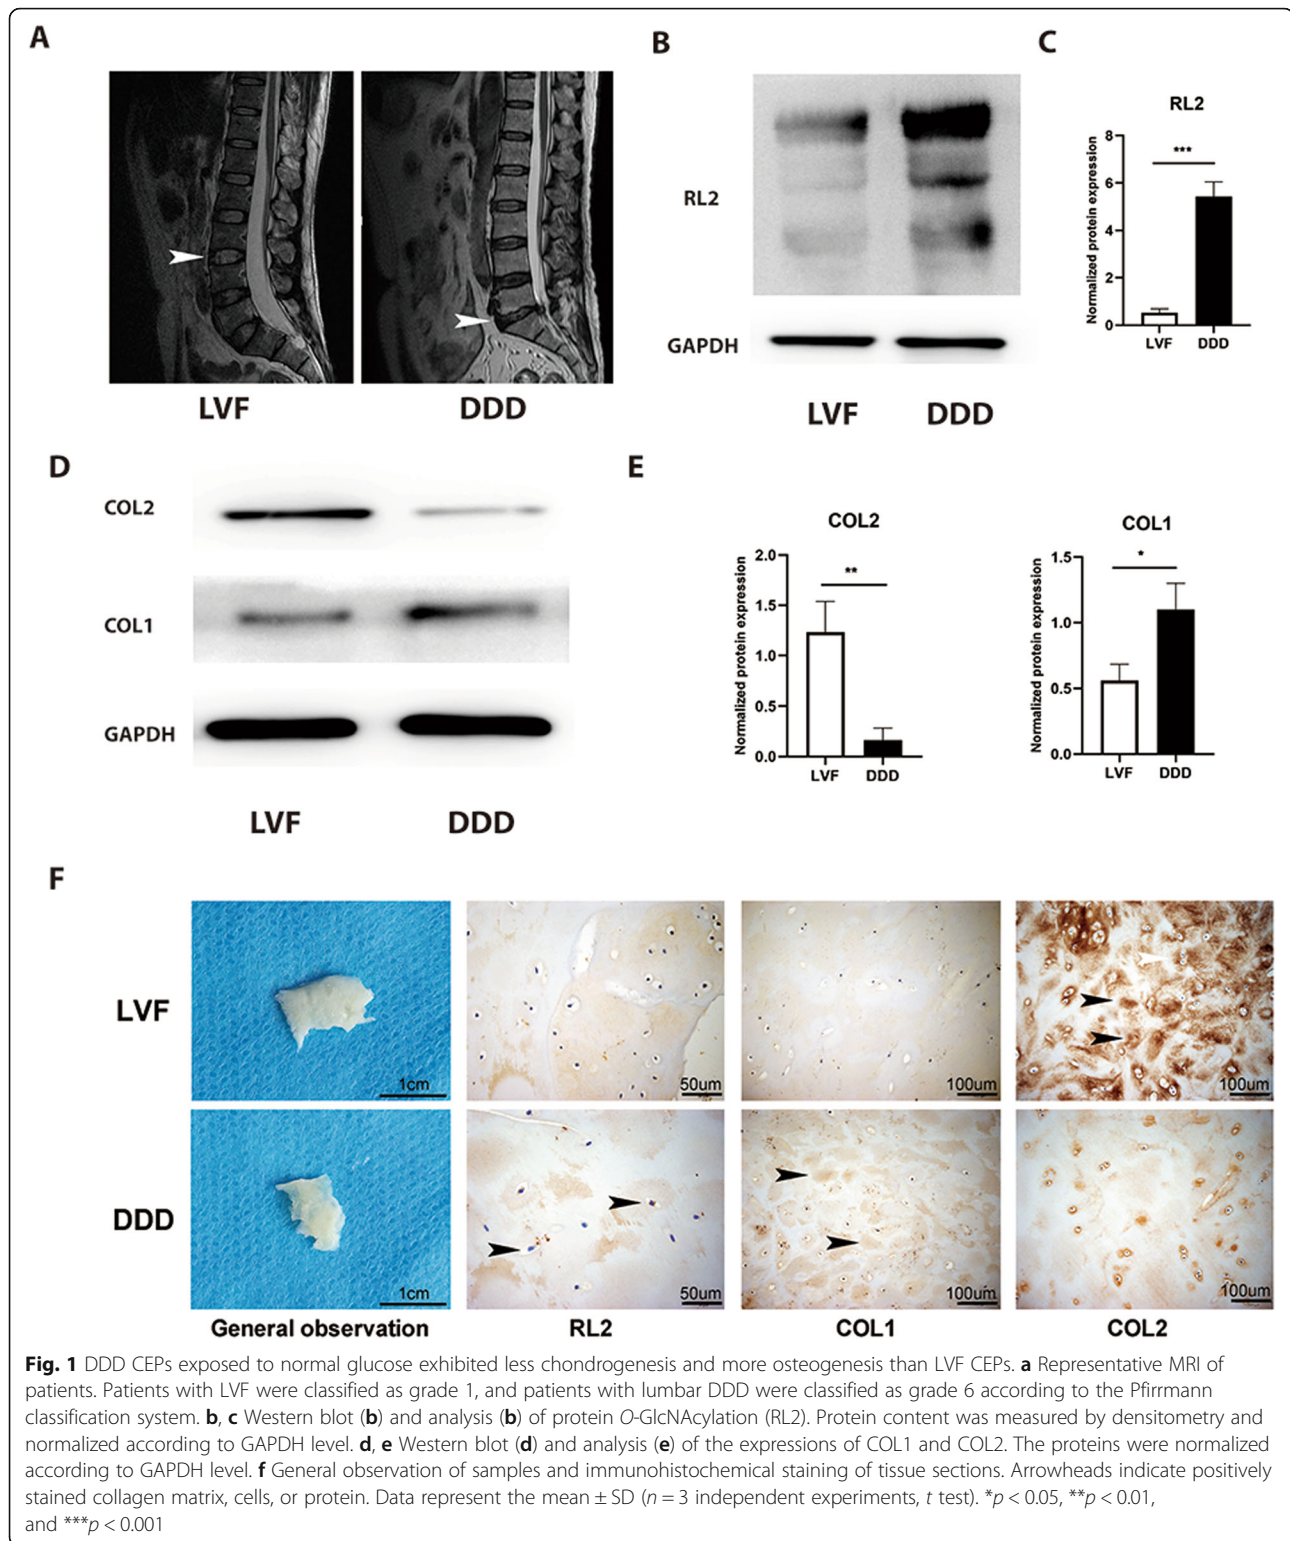 A
LVF
DDD
B
RL2
GAPDH
LVF
DDD
C
RL2
Normalized protein expression
8
6
4
2
0
***
LVF
DDD
D
COL2
COL1
GAPDH
LVF
DDD
E
COL2
Normalized protein expression
2.0
1.5
1.0
0.5
0.0
**
LVF
DDD
COL1
Normalized protein expression
1.5
1.0
0.5
0.0
*
LVF
DDD
F
LVF
1cm
50um
100um
100um
DDD
1cm
50um
100um
100um
General observation
RL2
COL1
COL2
Fig. 1 DDD CEPs exposed to normal glucose exhibited less chondrogenesis and more osteogenesis than LVF CEPs. a Representative MRI of
patients. Patients with LVF were classified as grade 1, and patients with lumbar DDD were classified as grade 6 according to the Pfirrmann
classification system. b, c Western blot (b) and analysis (b) of protein O-GlcNAcylation (RL2). Protein content was measured by densitometry and
normalized according to GAPDH level. d, e Western blot (d) and analysis (e) of the expressions of COL1 and COL2. The proteins were normalized
according to GAPDH level. f General observation of samples and immunohistochemical staining of tissue sections. Arrowheads indicate positively
stained collagen matrix, cells, or protein. Data represent the mean ± SD (n = 3 independent experiments, t test). *p < 0.05, **p < 0.01,
and ***p < 0.001